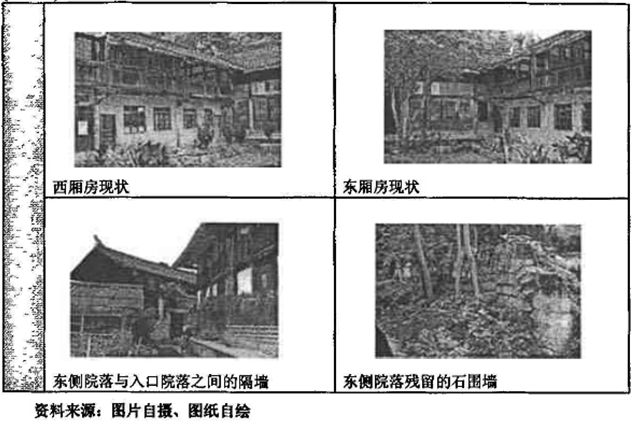 西厢房现状
东厢房现状
东侧院落与入口院落之间的隔墙
东侧院落残留的石围墙
资料来源：图片自摄、图纸自绘